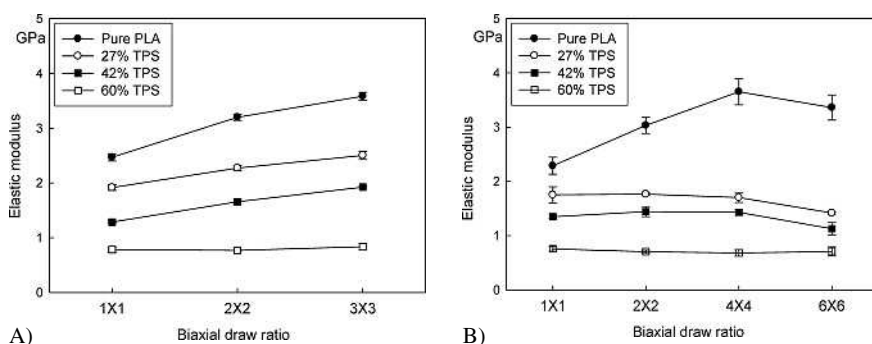 5
GPa
4
3
2
1
0
Elastic modulus
Pure PLA
27% TPS
42% TPS
60% TPS
1X1 2X2 3X3
Biaxial draw ratio
A)
5
GPa
4
3
2
1
0
Elastic modulus
Pure PLA
27% TPS
42% TPS
60% TPS
1X1 2X2 4X4 6X6
Biaxial draw ratio
B)